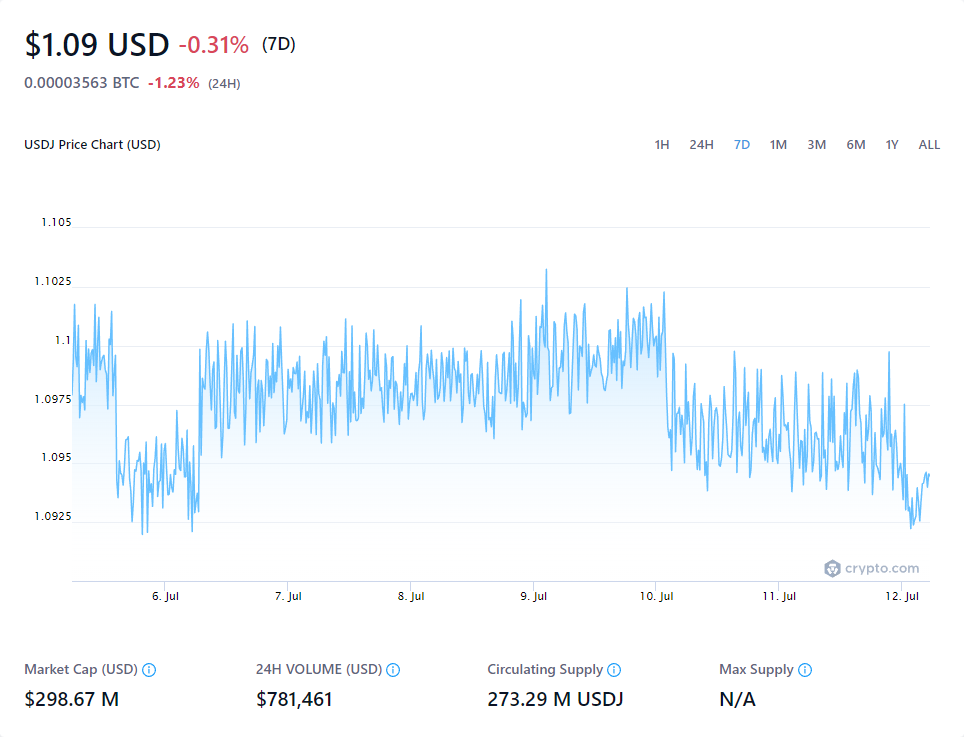 $1.09 USD -0.31% (7D)
0.00003563 BTC -1.23% (24H)
USDJ Price Chart (USD) 1H 24H 7D 1M 3M 6M 1Y ALL
1.105
1.1025
1.1
1.0975
1.095
1.0925
crypto.com
6. Jul 7. Jul 8. Jul 9. Jul 10. Jul 11. Jul 12. Jul
Market Cap (USD) 24H VOLUME (USD) Circulating Supply Max Supply
$298.67 M $781,461 273.29 M USDJ N/A